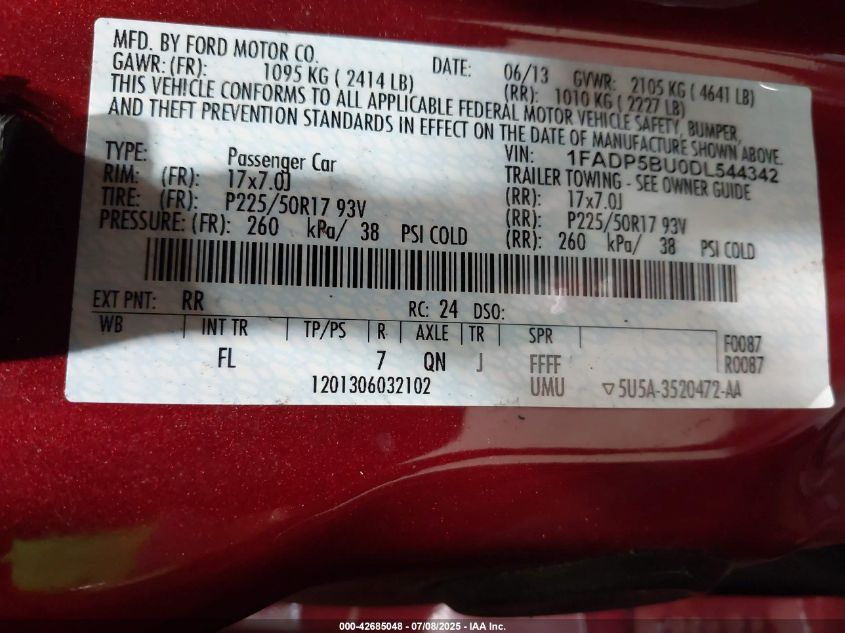 MFD. BY FORD MOTOR CO.
DATE: 06/13 GVWR: 2105 KG ( 4641 LB)
GAWR: (FR): 1095 KG ( 2414 LB) (RR): 1010 KG ( 2227 LB)
THIS VEHICLE CONFORMS TO ALL APPLICABLE FEDERAL MOTOR VEHICLE SAFETY, BUMPER,
AND THEFT PREVENTION STANDARDS IN EFFECT ON THE DATE OF MANUFACTURE SHOWN ABOVE.
VIN: 1FADP5BU0DL544342
TYPE: Passenger Car TRAILER TOWING - SEE OWNER GUIDE
RIM: (FR): 17x7.0J (RR): 17x7.0J
TIRE: (FR): P225/50R17 93V (RR): P225/50R17 93V
PRESSURE: (FR): 260 kPa/ 38 PSI COLD (RR): 260 kPa/ 38 PSI COLD
EXT PNT: RR RC: 24 DSO:
WB INT TR TP/PS R AXLE TR SPR F0087
FL 7 QN J FFFF R0087
1201306032102 UMU ▽5U5A-3520472-AA
000-42685048 - 07/08/2025 - IAA Inc.